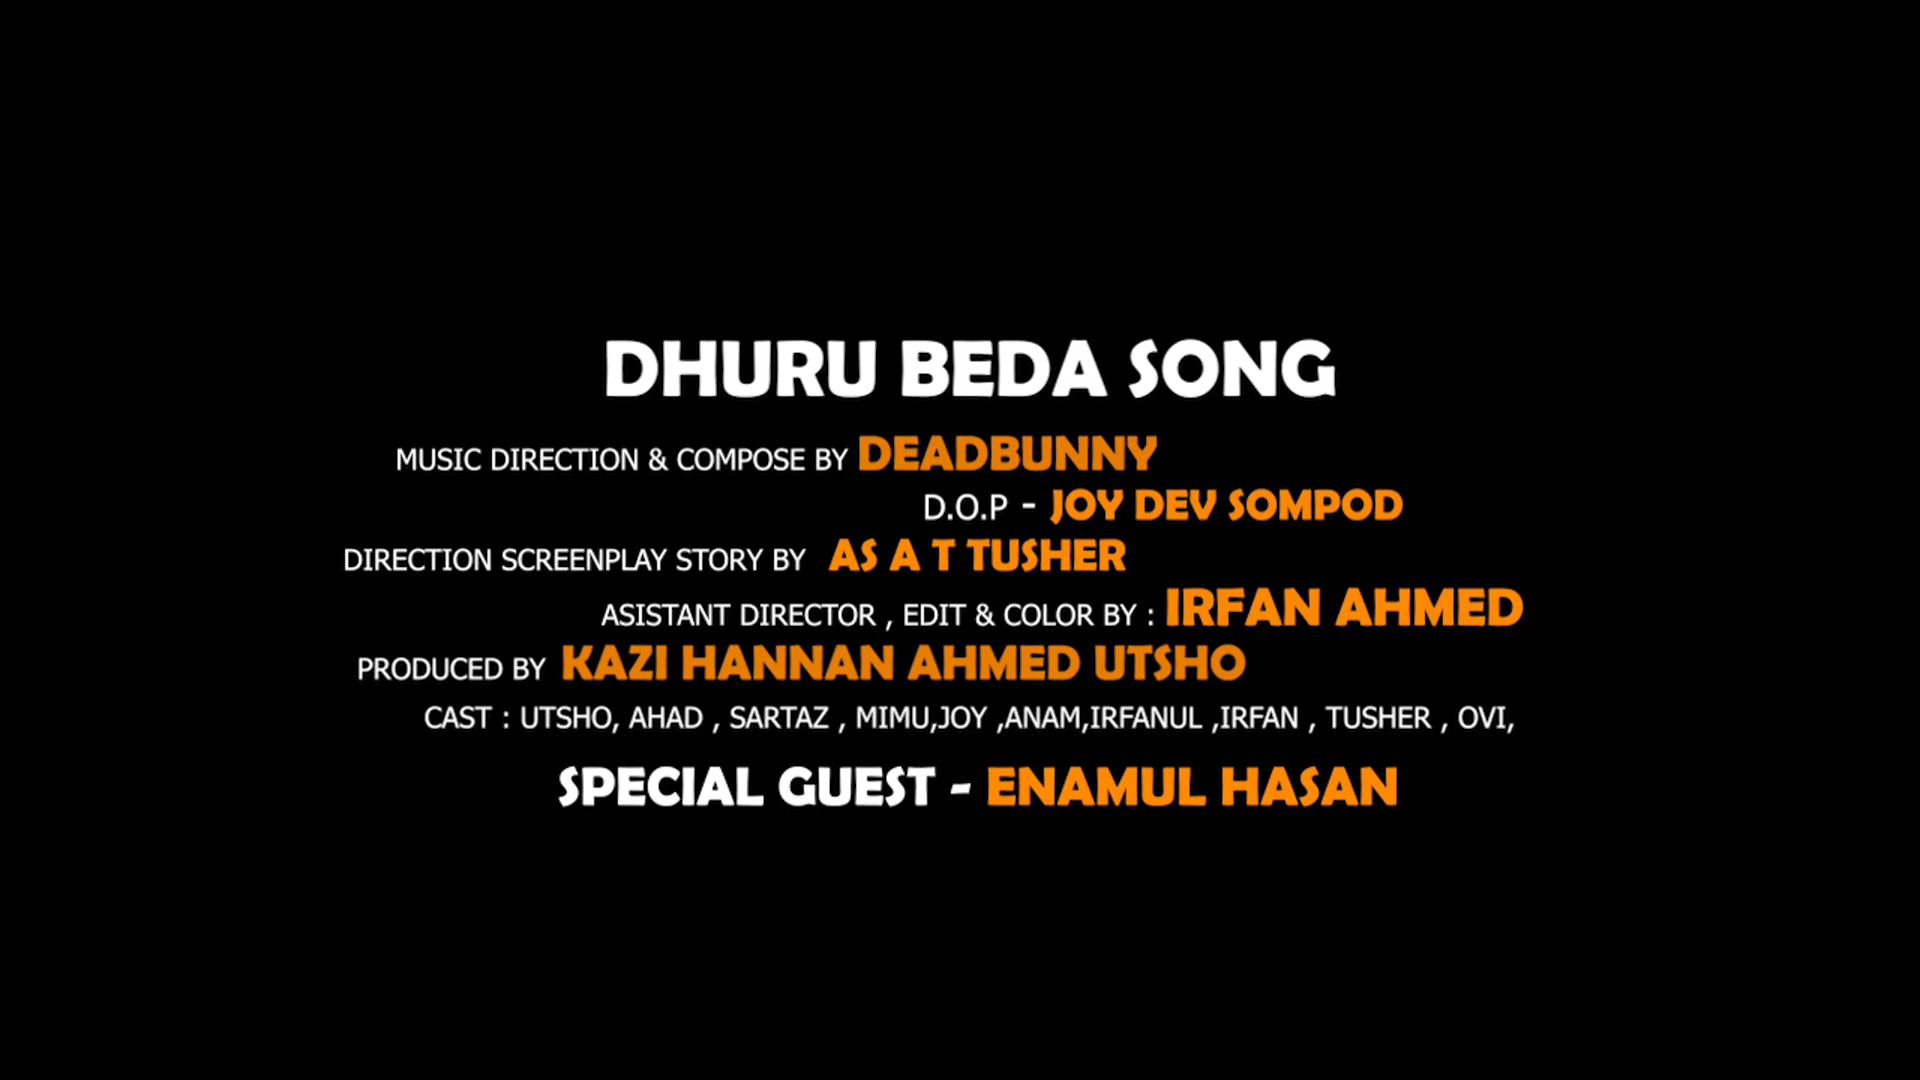 DHURU BEDA SONG
MUSIC DIRECTION & COMPOSE BY DEADBUNNY
D.O.P - JOY DEV SOMPOD
DIRECTION SCREENPLAY STORY BY AS A T TUSHER
ASISTANT DIRECTOR , EDIT & COLOR BY : IRFAN AHMED
PRODUCED BY KAZI HANNAN AHMED UTSHO
CAST : UTSHO, AHAD , SARTAZ , MIMU,JOY ,ANAM,IRFANUL ,IRFAN , TUSHER , OVI,
SPECIAL GUEST - ENAMUL HASAN